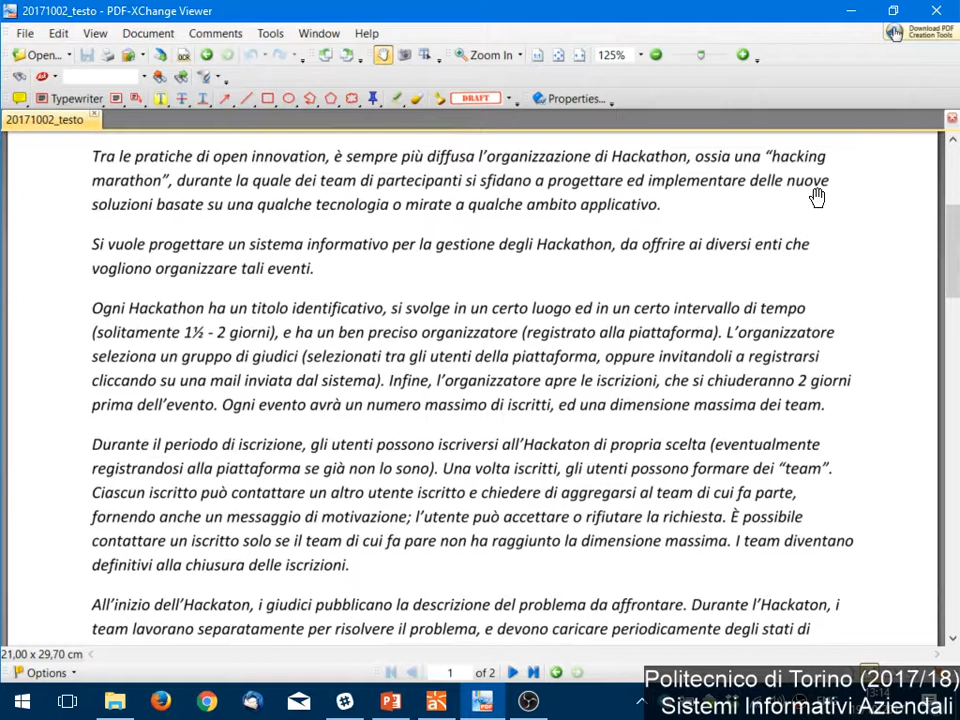 20171002_testo - PDF-XChange Viewer
File Edit View Document Comments Tools Window Help
Download PDF
Creation Tools
Open... OCR Zoom In 125%
Typewriter DRAFT Properties...
20171002_testo
Tra le pratiche di open innovation, è sempre più diffusa l’organizzazione di Hackathon, ossia una “hacking
marathon”, durante la quale dei team di partecipanti si sfidano a progettare ed implementare delle nuove
soluzioni basate su una qualche tecnologia o mirate a qualche ambito applicativo.
Si vuole progettare un sistema informativo per la gestione degli Hackathon, da offrire ai diversi enti che
vogliono organizzare tali eventi.
Ogni Hackathon ha un titolo identificativo, si svolge in un certo luogo ed in un certo intervallo di tempo
(solitamente 1½ - 2 giorni), e ha un ben preciso organizzatore (registrato alla piattaforma). L’organizzatore
seleziona un gruppo di giudici (selezionati tra gli utenti della piattaforma, oppure invitandoli a registrarsi
cliccando su una mail inviata dal sistema). Infine, l’organizzatore apre le iscrizioni, che si chiuderanno 2 giorni
prima dell’evento. Ogni evento avrà un numero massimo di iscritti, ed una dimensione massima dei team.
Durante il periodo di iscrizione, gli utenti possono iscriversi all’Hackaton di propria scelta (eventualmente
registrandosi alla piattaforma se già non lo sono). Una volta iscritti, gli utenti possono formare dei “team”.
Ciascun iscritto può contattare un altro utente iscritto e chiedere di aggregarsi al team di cui fa parte,
fornendo anche un messaggio di motivazione; l’utente può accettare o rifiutare la richiesta. È possibile
contattare un iscritto solo se il team di cui fa pare non ha raggiunto la dimensione massima. I team diventano
definitivi alla chiusura delle iscrizioni.
All’inizio dell’Hackaton, i giudici pubblicano la descrizione del problema da affrontare. Durante l’Hackaton, i
team lavorano separatamente per risolvere il problema, e devono caricare periodicamente degli stati di
21,00 x 29,70 cm
Options 1 of 2
Politecnico di Torino (2017/18)
Sistemi Informativi Aziendali